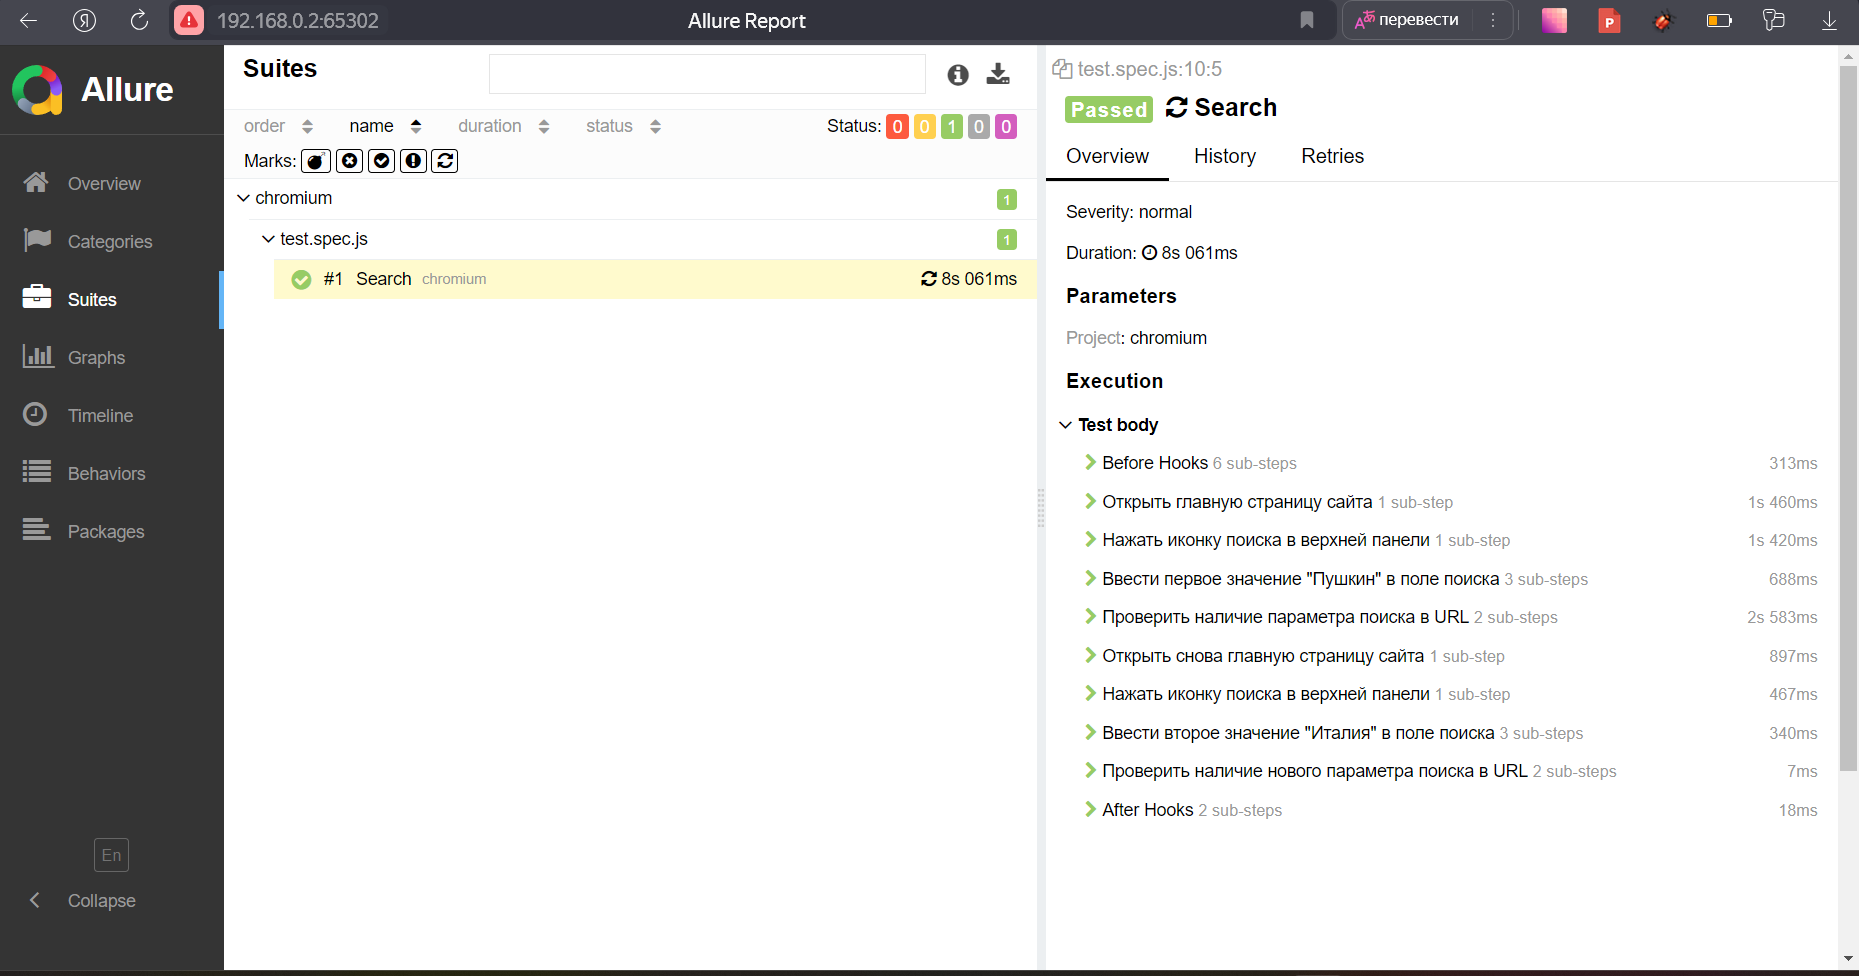 192.168.0.2:65302
Allure Report
перевести
Allure
Overview
Categories
Suites
Graphs
Timeline
Behaviors
Packages
En
Collapse
Suites
order name duration status Status: 0 0 1 0 0
Marks:
chromium 1
test.spec.js 1
#1 Search chromium 8s 061ms
test.spec.js:10:5
Passed Search
Overview History Retries
Severity: normal
Duration: 8s 061ms
Parameters
Project: chromium
Execution
Test body
Before Hooks 6 sub-steps 313ms
Открыть главную страницу сайта 1 sub-step 1s 460ms
Нажать иконку поиска в верхней панели 1 sub-step 1s 420ms
Ввести первое значение "Пушкин" в поле поиска 3 sub-steps 688ms
Проверить наличие параметра поиска в URL 2 sub-steps 2s 583ms
Открыть снова главную страницу сайта 1 sub-step 897ms
Нажать иконку поиска в верхней панели 1 sub-step 467ms
Ввести второе значение "Италия" в поле поиска 3 sub-steps 340ms
Проверить наличие нового параметра поиска в URL 2 sub-steps 7ms
After Hooks 2 sub-steps 18ms